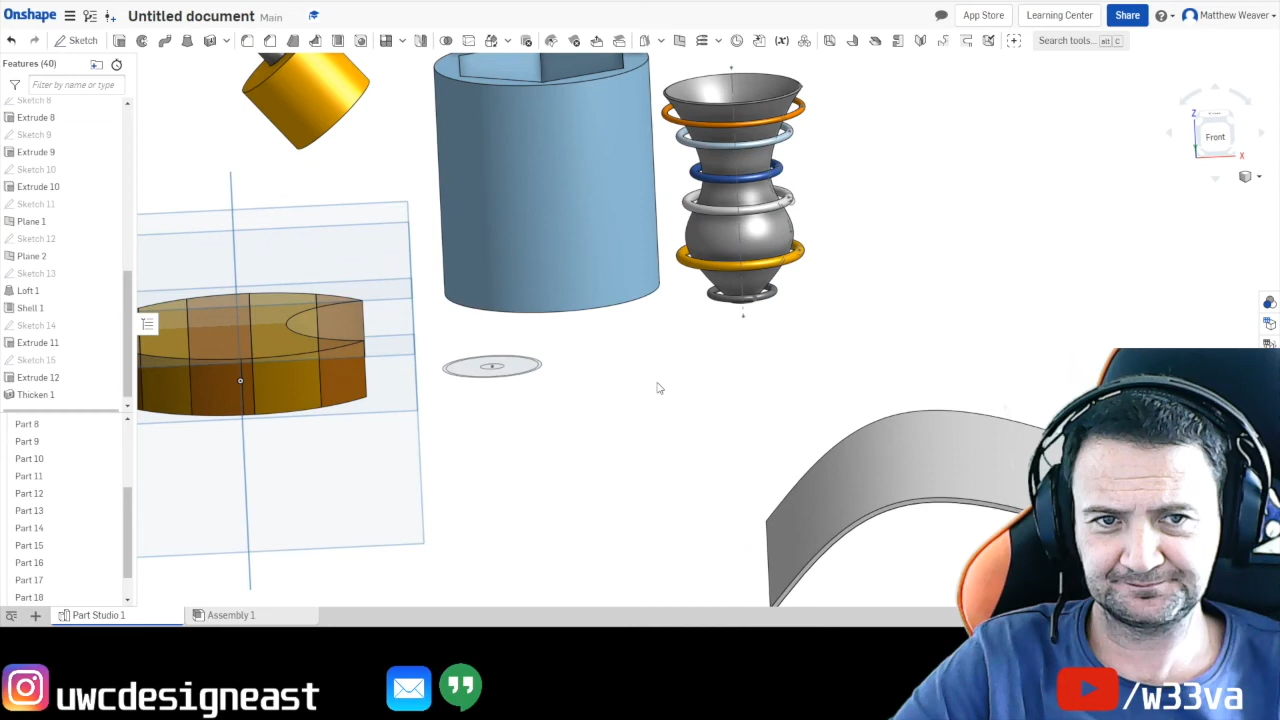 Onshape
Untitled document Main
App Store
Learning Center
Share
Matthew Weaver
Sketch
Search tools... alt C
Features (40)
Filter by name or type
Sketch 8
Extrude 8
Sketch 9
Extrude 9
Sketch 10
Extrude 10
Sketch 11
Plane 1
Sketch 12
Plane 2
Sketch 13
Loft 1
Shell 1
Sketch 14
Extrude 11
Sketch 15
Extrude 12
Thicken 1
Part 8
Part 9
Part 10
Part 11
Part 12
Part 13
Part 14
Part 15
Part 16
Part 17
Part 18
Z
Front
X
Part Studio 1
Assembly 1
uwcdesigneast
/w33va